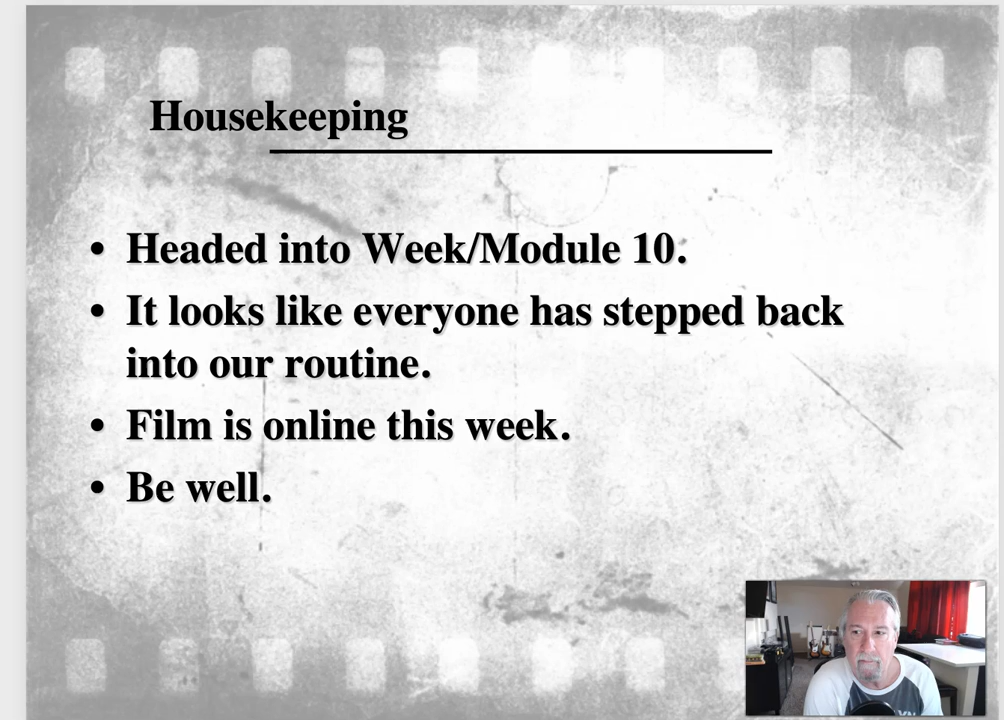 Housekeeping
• Headed into Week/Module 10.
• It looks like everyone has stepped back
into our routine.
• Film is online this week.
• Be well.